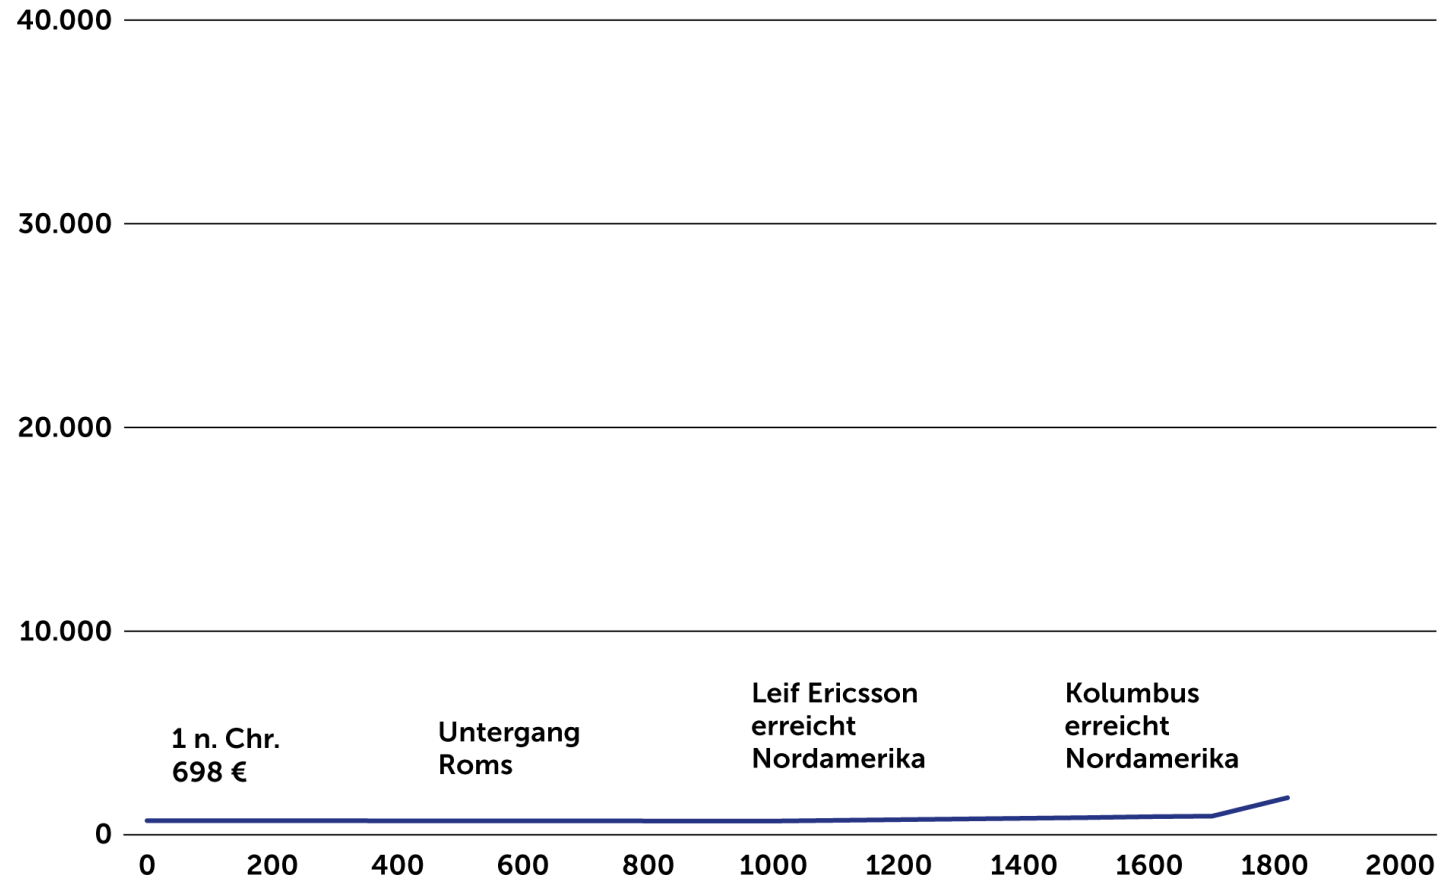 40.000
30.000
20.000
10.000
1 n. Chr.
698 €
Untergang
Roms
Leif Ericsson
erreicht
Nordamerika
Kolumbus
erreicht
Nordamerika
0
0 200 400 600 800 1000 1200 1400 1600 1800 2000